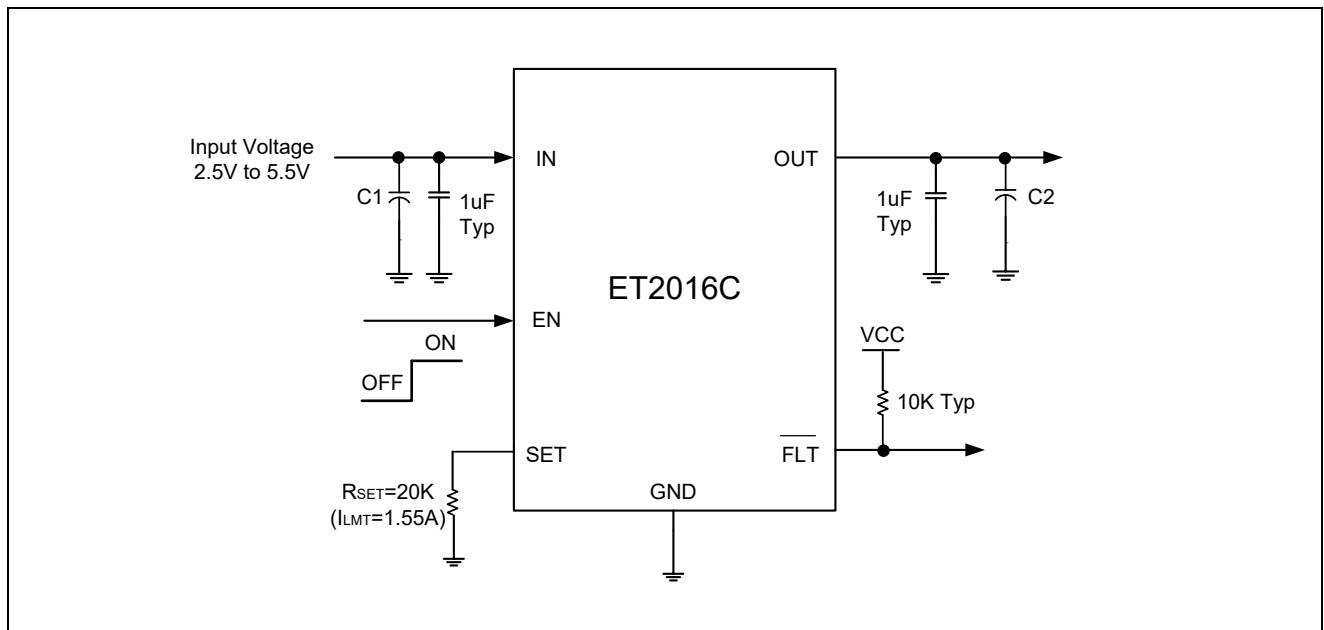 Input Voltage
2.5V to 5.5V
C1
1uF
Typ
IN
OUT
1uF
Typ
C2
ET2016C
EN
ON
OFF
VCC
10K Typ
SET
FLT
GND
RSET=20K
(ILMT=1.55A)